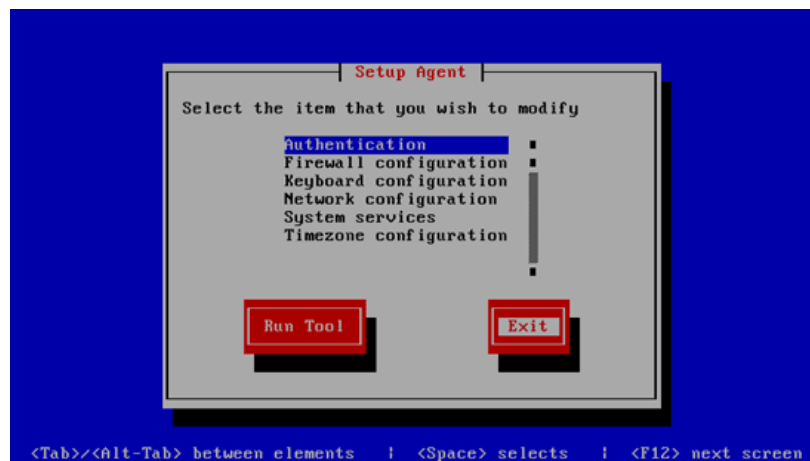 Setup Agent
Select the item that you wish to modify
Authentication
Firewall configuration
Keyboard configuration
Network configuration
System services
Timezone configuration
Run Tool Exit
<Tab>/<Alt-Tab> between elements | <Space> selects | <F12> next screen